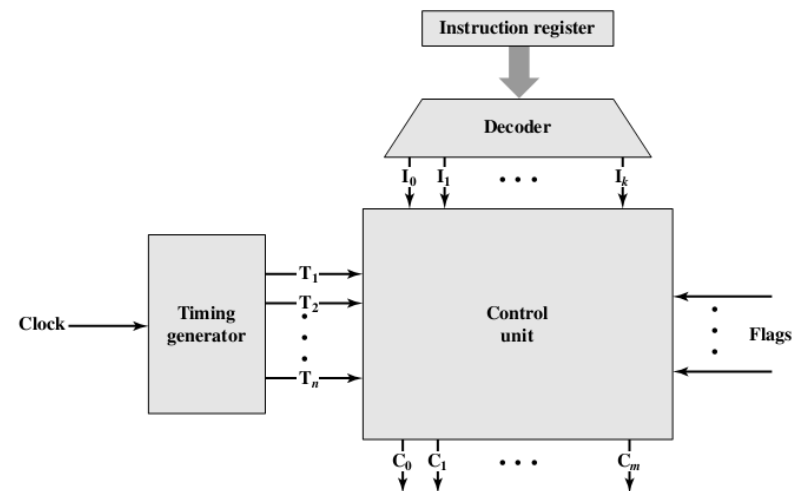 Instruction register
Decoder
I0 I1 • • • Ik
T1
T2
Tn
Clock
Timing
generator
Control
unit
Flags
C0 C1 • • • Cm